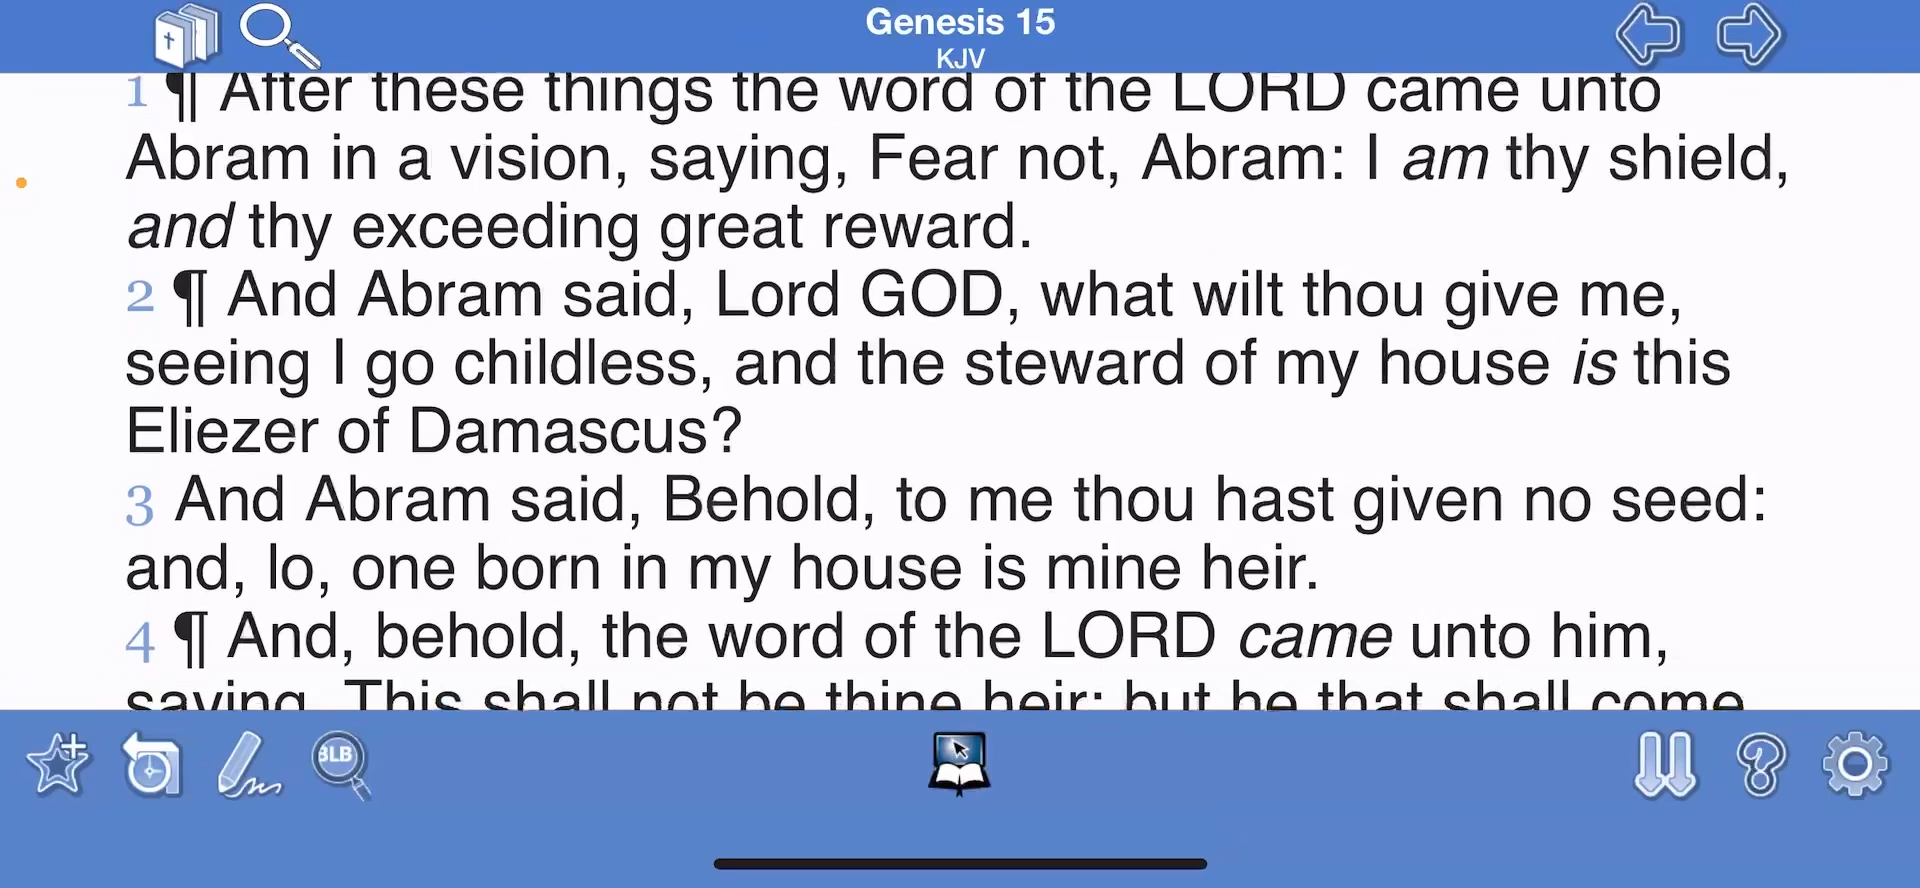 Genesis 15
KJV
1 ¶ After these things the word of the LORD came unto
Abram in a vision, saying, Fear not, Abram: I am thy shield,
and thy exceeding great reward.
2 ¶ And Abram said, Lord GOD, what wilt thou give me,
seeing I go childless, and the steward of my house is this
Eliezer of Damascus?
3 And Abram said, Behold, to me thou hast given no seed:
and, lo, one born in my house is mine heir.
4 ¶ And, behold, the word of the LORD came unto him,
saying, This shall not be thine heir; but he that shall come
BLB